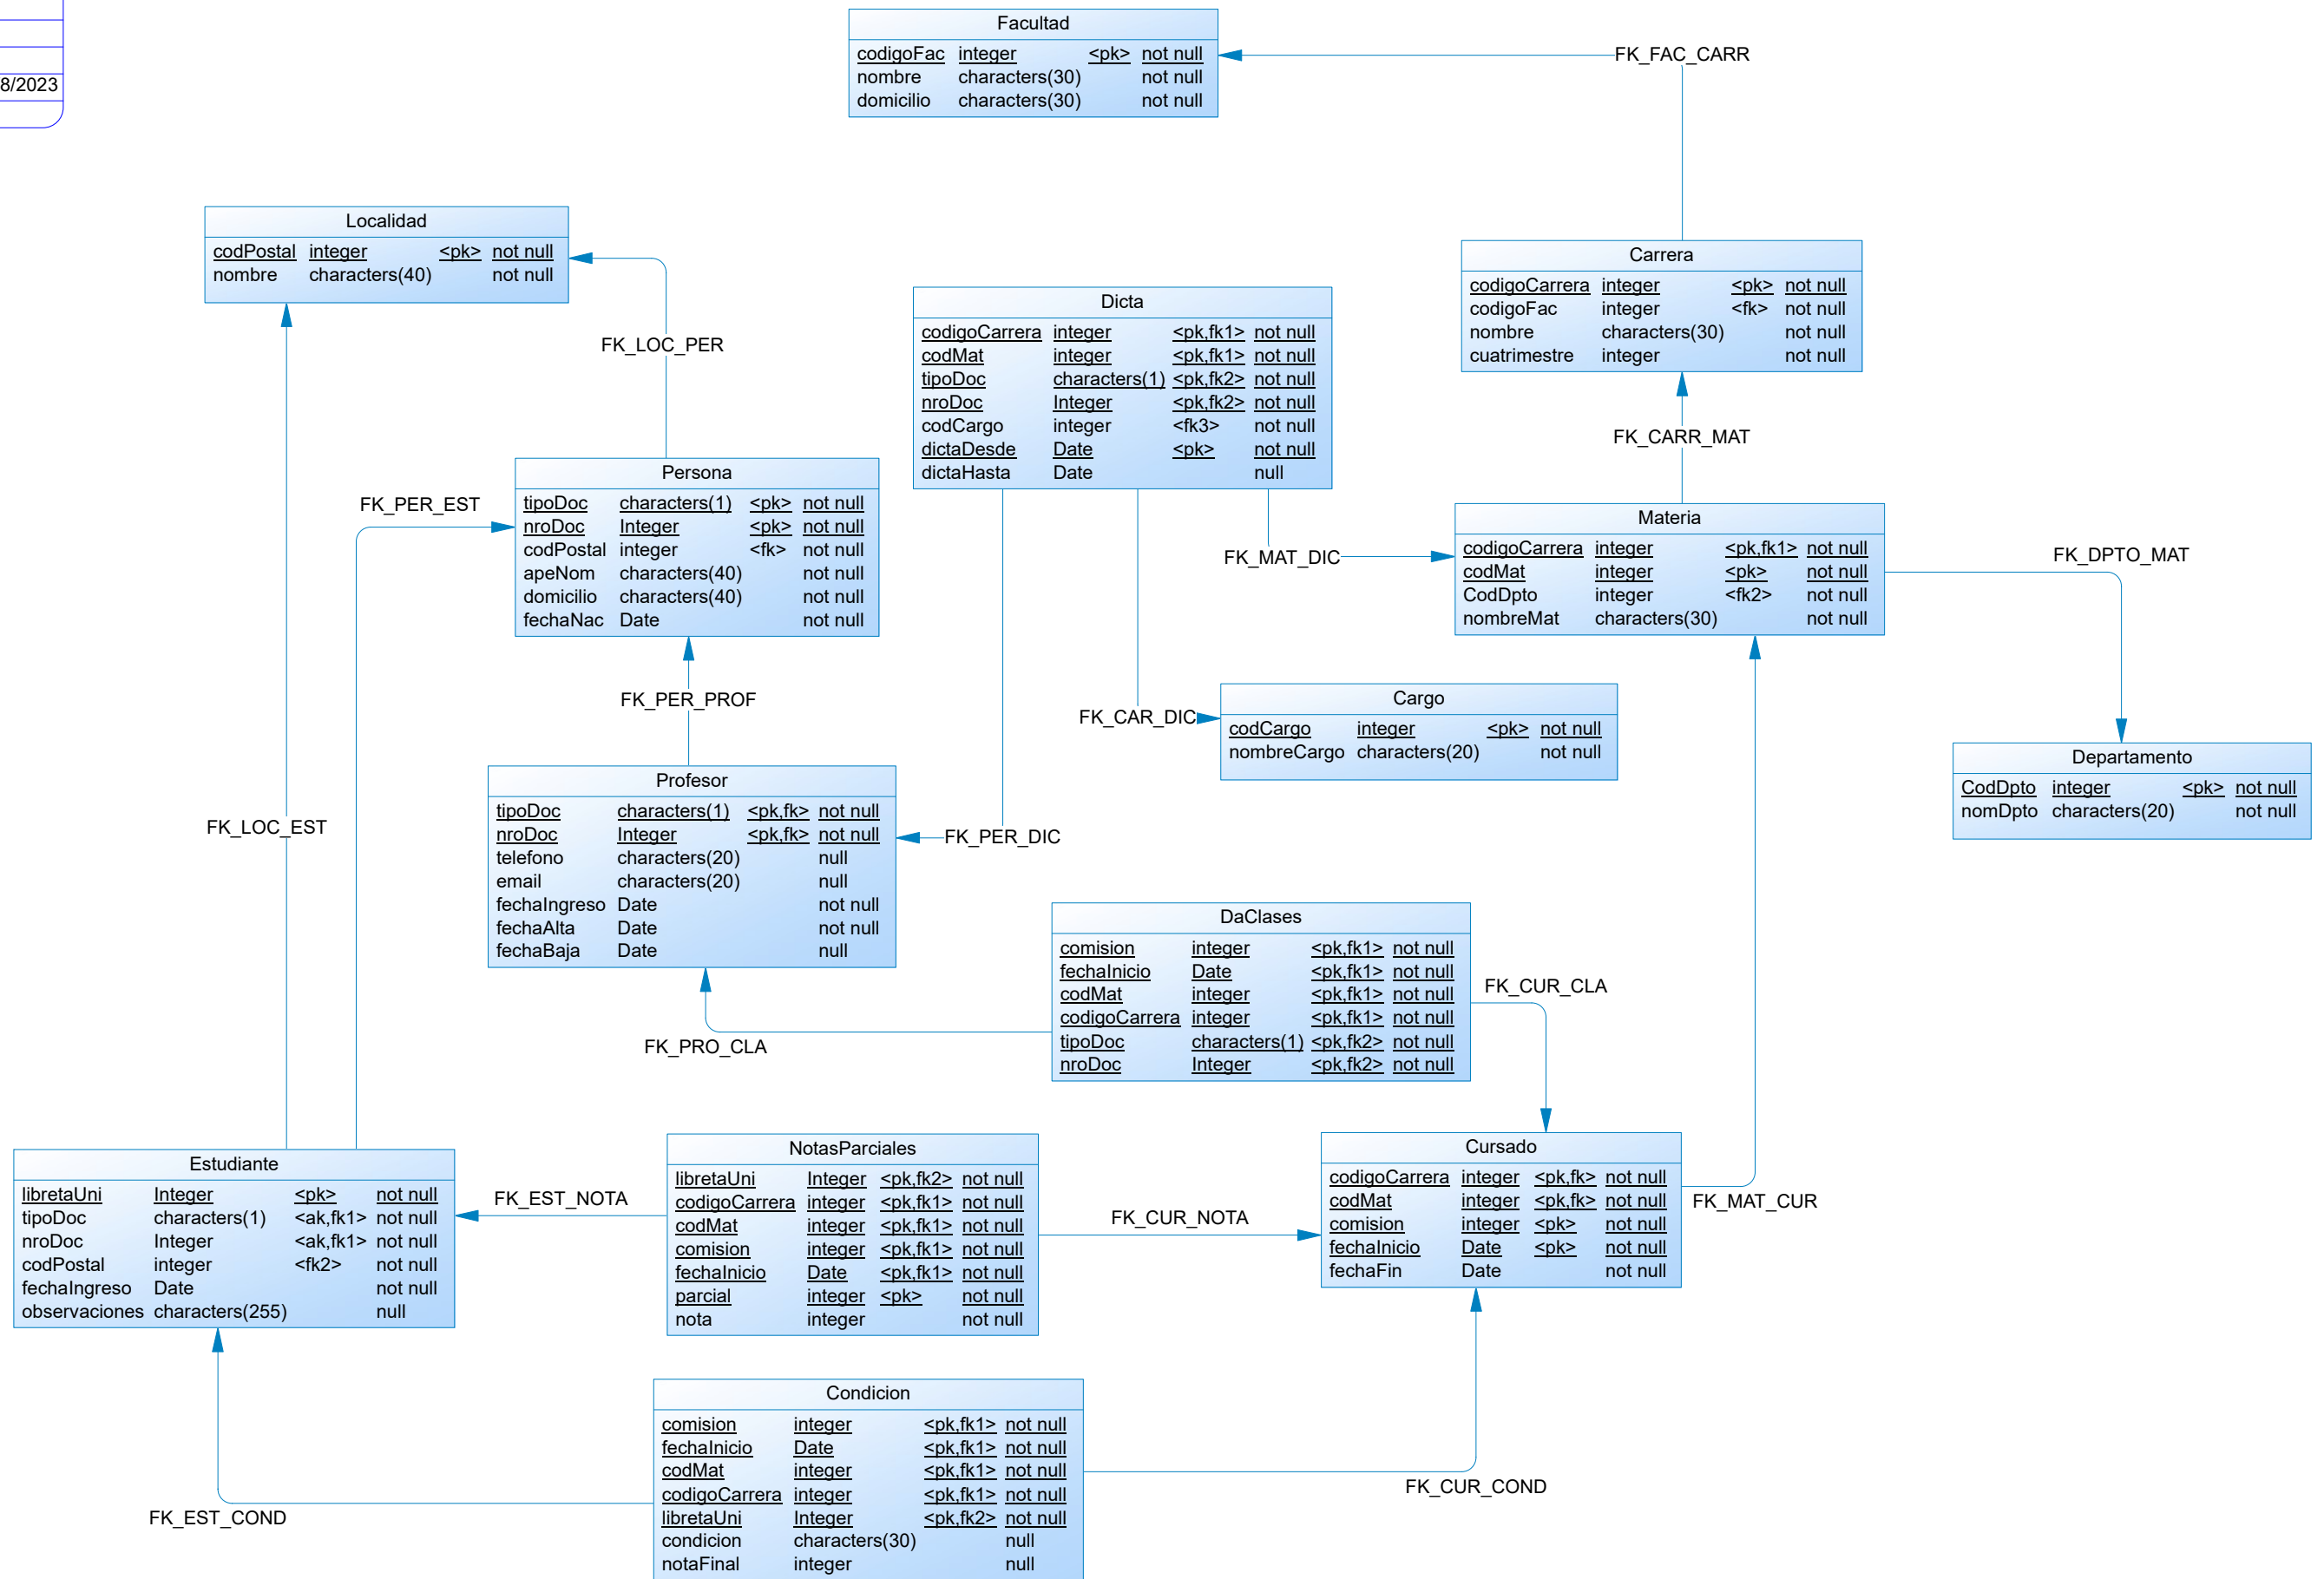 8/2023
Facultad
codigoFac integer <pk> not null
nombre characters(30) not null
domicilio characters(30) not null
FK_FAC_CARR
Localidad
codPostal integer <pk> not null
nombre characters(40) not null
FK_LOC_PER
Dicta
codigoCarrera integer <pk,fk1> not null
codMat integer <pk,fk1> not null
tipoDoc characters(1) <pk,fk2> not null
nroDoc Integer <pk,fk2> not null
codCargo integer <fk3> not null
dictaDesde Date <pk> not null
dictaHasta Date null
Carrera
codigoCarrera integer <pk> not null
codigoFac integer <fk> not null
nombre characters(30) not null
cuatrimestre integer not null
FK_CARR_MAT
FK_PER_EST
Persona
tipoDoc characters(1) <pk> not null
nroDoc Integer <pk> not null
codPostal integer <fk> not null
apeNom characters(40) not null
domicilio characters(40) not null
fechaNac Date not null
FK_MAT_DIC
Materia
codigoCarrera integer <pk,fk1> not null
codMat integer <pk> not null
CodDpto integer <fk2> not null
nombreMat characters(30) not null
FK_DPTO_MAT
FK_PER_PROF
FK_CAR_DIC
Cargo
codCargo integer <pk> not null
nombreCargo characters(20) not null
Departamento
CodDpto integer <pk> not null
nomDpto characters(20) not null
FK_LOC_EST
Profesor
tipoDoc characters(1) <pk,fk> not null
nroDoc Integer <pk,fk> not null
telefono characters(20) null
email characters(20) null
fechaIngreso Date not null
fechaAlta Date not null
fechaBaja Date null
FK_PER_DIC
DaClases
comision integer <pk,fk1> not null
fechaInicio Date <pk,fk1> not null
codMat integer <pk,fk1> not null
codigoCarrera integer <pk,fk1> not null
tipoDoc characters(1) <pk,fk2> not null
nroDoc Integer <pk,fk2> not null
FK_CUR_CLA
FK_PRO_CLA
Estudiante
libretaUni Integer <pk> not null
tipoDoc characters(1) <ak,fk1> not null
nroDoc Integer <ak,fk1> not null
codPostal integer <fk2> not null
fechaIngreso Date not null
observaciones characters(255) null
FK_EST_NOTA
NotasParciales
libretaUni Integer <pk,fk2> not null
codigoCarrera integer <pk,fk1> not null
codMat integer <pk,fk1> not null
comision integer <pk,fk1> not null
fechaInicio Date <pk,fk1> not null
parcial integer <pk> not null
nota integer not null
FK_CUR_NOTA
Cursado
codigoCarrera integer <pk,fk> not null
codMat integer <pk,fk> not null
comision integer <pk> not null
fechaInicio Date <pk> not null
fechaFin Date not null
FK_MAT_CUR
Condicion
comision integer <pk,fk1> not null
fechaInicio Date <pk,fk1> not null
codMat integer <pk,fk1> not null
codigoCarrera integer <pk,fk1> not null
libretaUni Integer <pk,fk2> not null
condicion characters(30) null
notaFinal integer null
FK_EST_COND
FK_CUR_COND